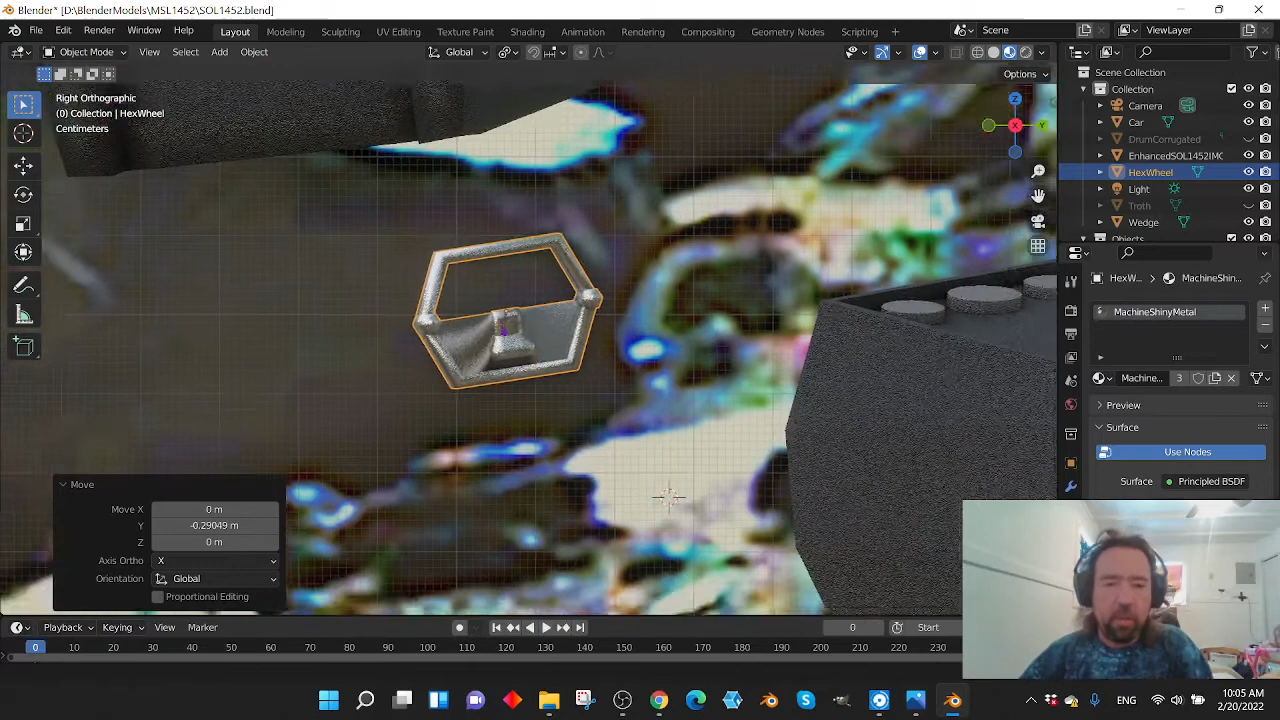 Blender* [D:\BlenderModels\MSL1452\SOL1452.blend]
File Edit Render Window Help Layout Modeling Sculpting UV Editing Texture Paint Shading Animation Rendering Compositing Geometry Nodes Scripting + Scene ViewLayer
Object Mode View Select Add Object Global
Options
Right Orthographic
(0) Collection | HexWheel
Centimeters
Z
X
Y
Scene Collection
Collection
Camera
Car
DrumCorrugated
EnhancedSOL1452IMC
HexWheel
Light
Troth
Wedge
Objects
HexW... MachineShiny
MachineShinyMetal
Machine... 3
Preview
Surface
Use Nodes
Surface Principled BSDF
Move
Move X 0 m
Y -0.29049 m
Z 0 m
Axis Ortho X
Orientation Global
Proportional Editing
Playback Keying View Marker 0 Start
0 10 20 30 40 50 60 70 80 90 100 110 120 130 140 150 160 170 180 190 200 210 220 230
ENG
10:05 AM
2/20/2022